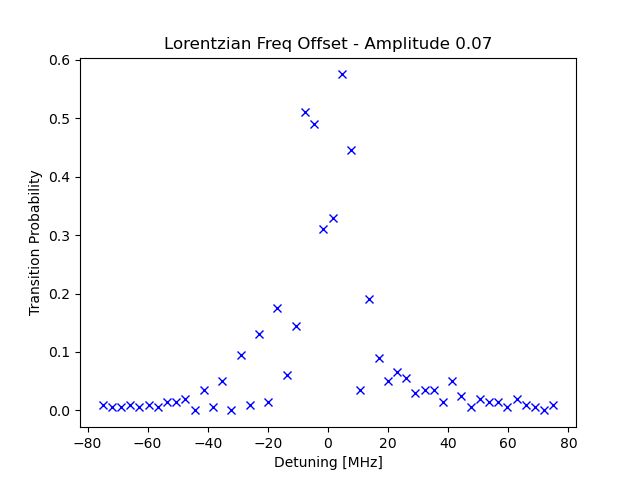 Lorentzian Freq Offset - Amplitude 0.07
Transition Probability
0.6
0.5
0.4
0.3
0.2
0.1
0.0
−80 −60 −40 −20 0 20 40 60 80
Detuning [MHz]